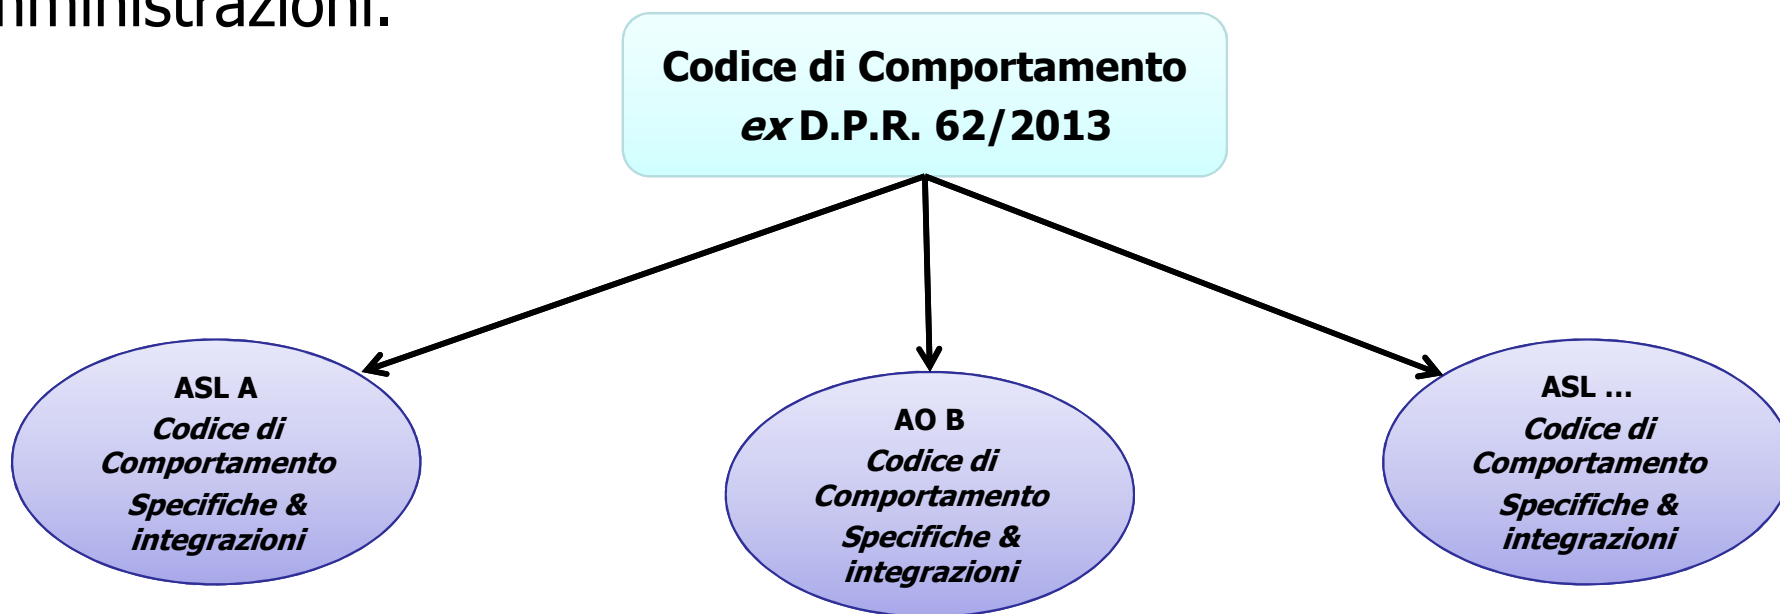 mministrazioni.
Codice di Comportamento
ex D.P.R. 62/2013
ASL A
Codice di
Comportamento
Specifiche &
integrazioni
AO B
Codice di
Comportamento
Specifiche &
integrazioni
ASL ...
Codice di
Comportamento
Specifiche &
integrazioni